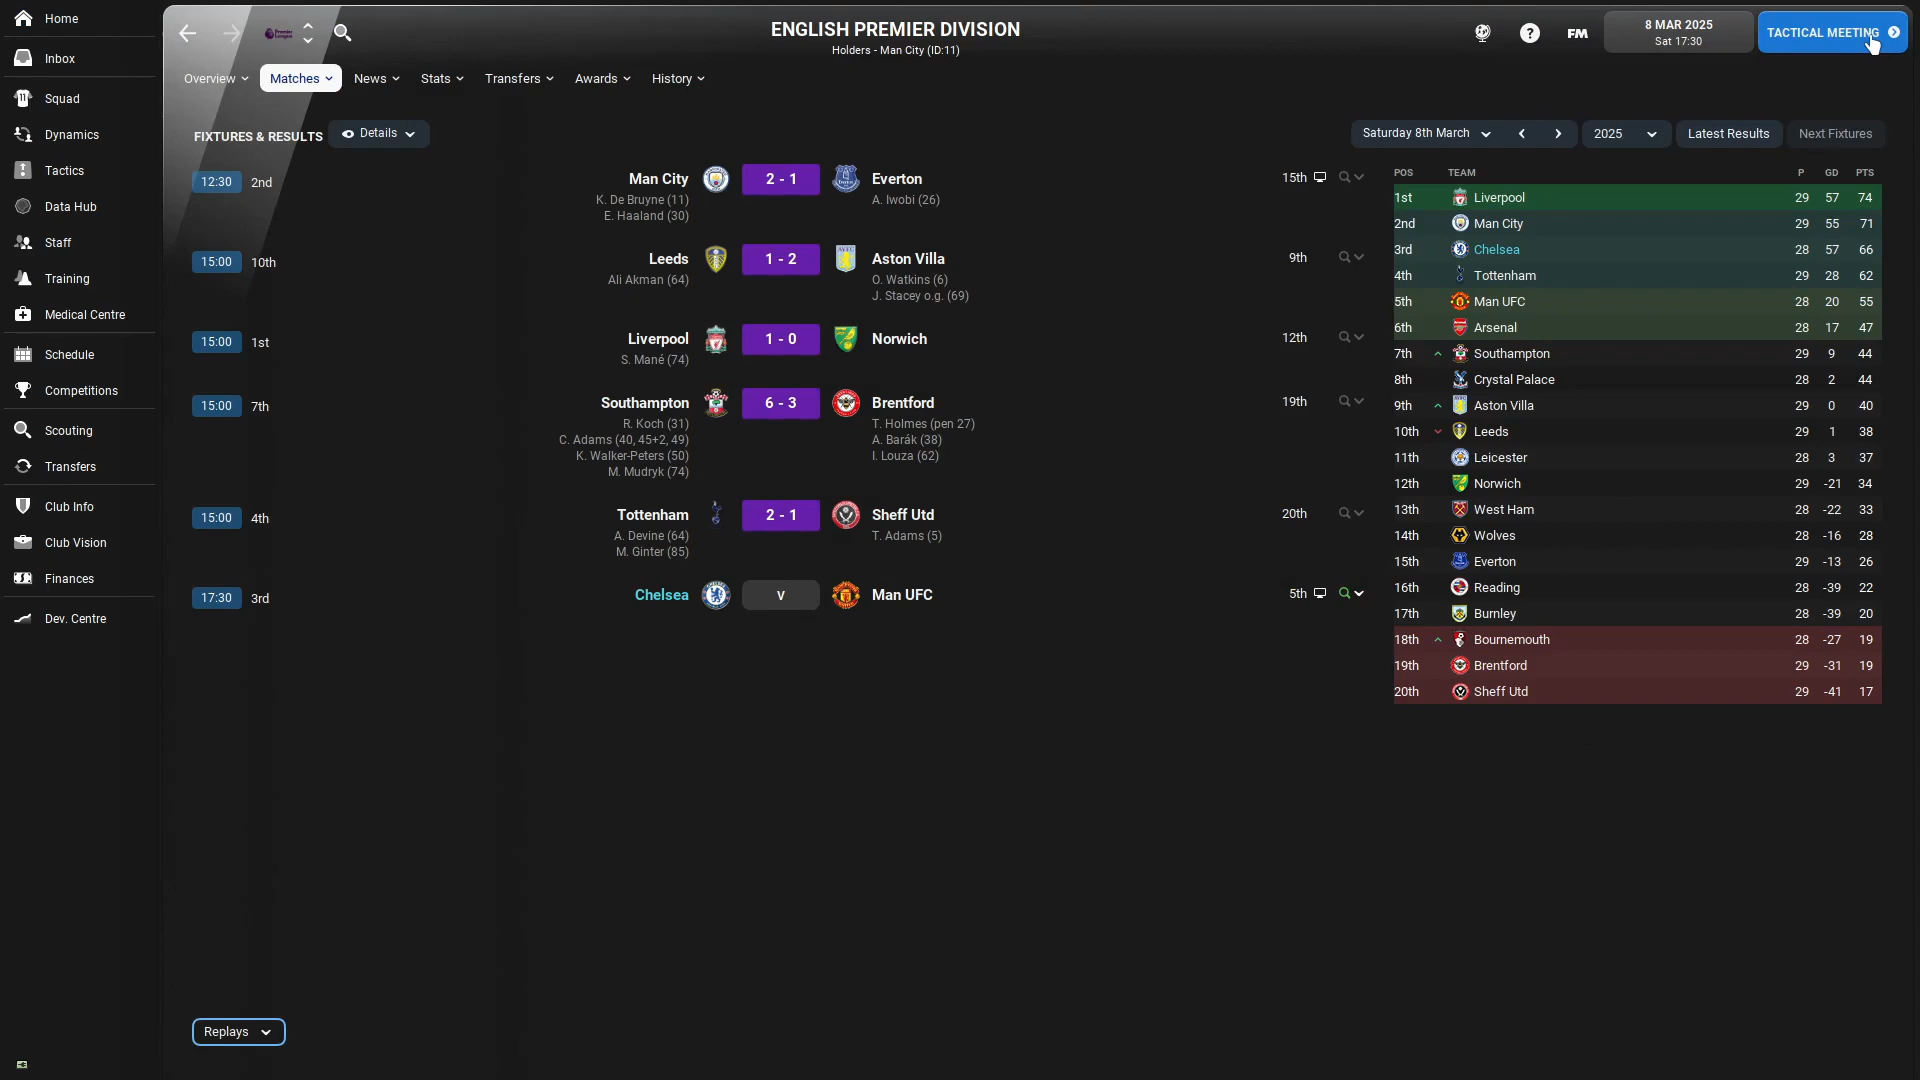 Home
Inbox
Squad
Dynamics
Tactics
Data Hub
Staff
Training
Medical Centre
Schedule
Competitions
Scouting
Transfers
Club Info
Club Vision
Finances
Dev. Centre
Premier League
ENGLISH PREMIER DIVISION
Holders - Man City (ID:11)
FM
8 MAR 2025
Sat 17:30
TACTICAL MEETING
Overview
Matches
News
Stats
Transfers
Awards
History
FIXTURES & RESULTS
Details
Saturday 8th March
2025
Latest Results
Next Fixtures
12:30 2nd Man City 2 - 1 Everton 15th
K. De Bruyne (11) A. Iwobi (26)
E. Haaland (30)
15:00 10th Leeds 1 - 2 Aston Villa 9th
Ali Akman (64) O. Watkins (6)
J. Stacey o.g. (69)
15:00 1st Liverpool 1 - 0 Norwich 12th
S. Mané (74)
15:00 7th Southampton 6 - 3 Brentford 19th
R. Koch (31) T. Holmes (pen 27)
C. Adams (40, 45+2, 49) A. Barák (38)
K. Walker-Peters (50) I. Louza (62)
M. Mudryk (74)
15:00 4th Tottenham 2 - 1 Sheff Utd 20th
A. Devine (64) T. Adams (5)
M. Ginter (85)
17:30 3rd Chelsea V Man UFC 5th
POS TEAM P GD PTS
1st Liverpool 29 57 74
2nd Man City 29 55 71
3rd Chelsea 28 57 66
4th Tottenham 29 28 62
5th Man UFC 28 20 55
6th Arsenal 28 17 47
7th Southampton 29 9 44
8th Crystal Palace 28 2 44
9th Aston Villa 29 0 40
10th Leeds 29 1 38
11th Leicester 28 3 37
12th Norwich 29 -21 34
13th West Ham 28 -22 33
14th Wolves 28 -16 28
15th Everton 29 -13 26
16th Reading 28 -39 22
17th Burnley 28 -39 20
18th Bournemouth 28 -27 19
19th Brentford 29 -31 19
20th Sheff Utd 29 -41 17
Replays